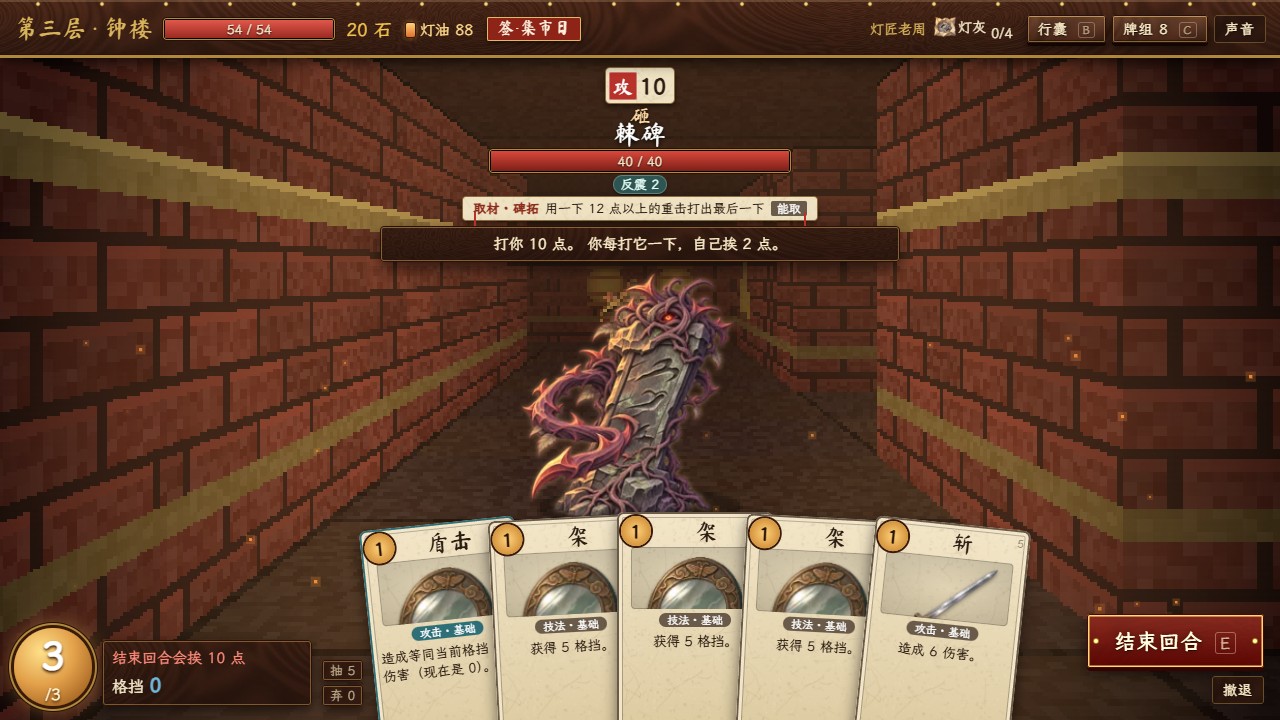 第三层·钟楼 54 / 54 20 石 灯油 88 签·集市日 灯匠老周 灯灰 0/4 行囊 B 牌组 8 C 声音
攻 10
砸
棘碑
40 / 40
反震 2
取材·碑拓 用一下 12 点以上的重击打出最后一下 能取
打你 10 点。 你每打它一下，自己挨 2 点。
1 盾击
攻击·基础
造成等同当前格挡
伤害（现在是 0）。
1 架
技法·基础
获得 5 格挡。
1 架
技法·基础
获得 5 格挡。
1 架
技法·基础
获得 5 格挡。
1 斩 5
攻击·基础
造成 6 伤害。
3
/3
结束回合会挨 10 点
格挡 0
抽 5
弃 0
结束回合 E
撤退